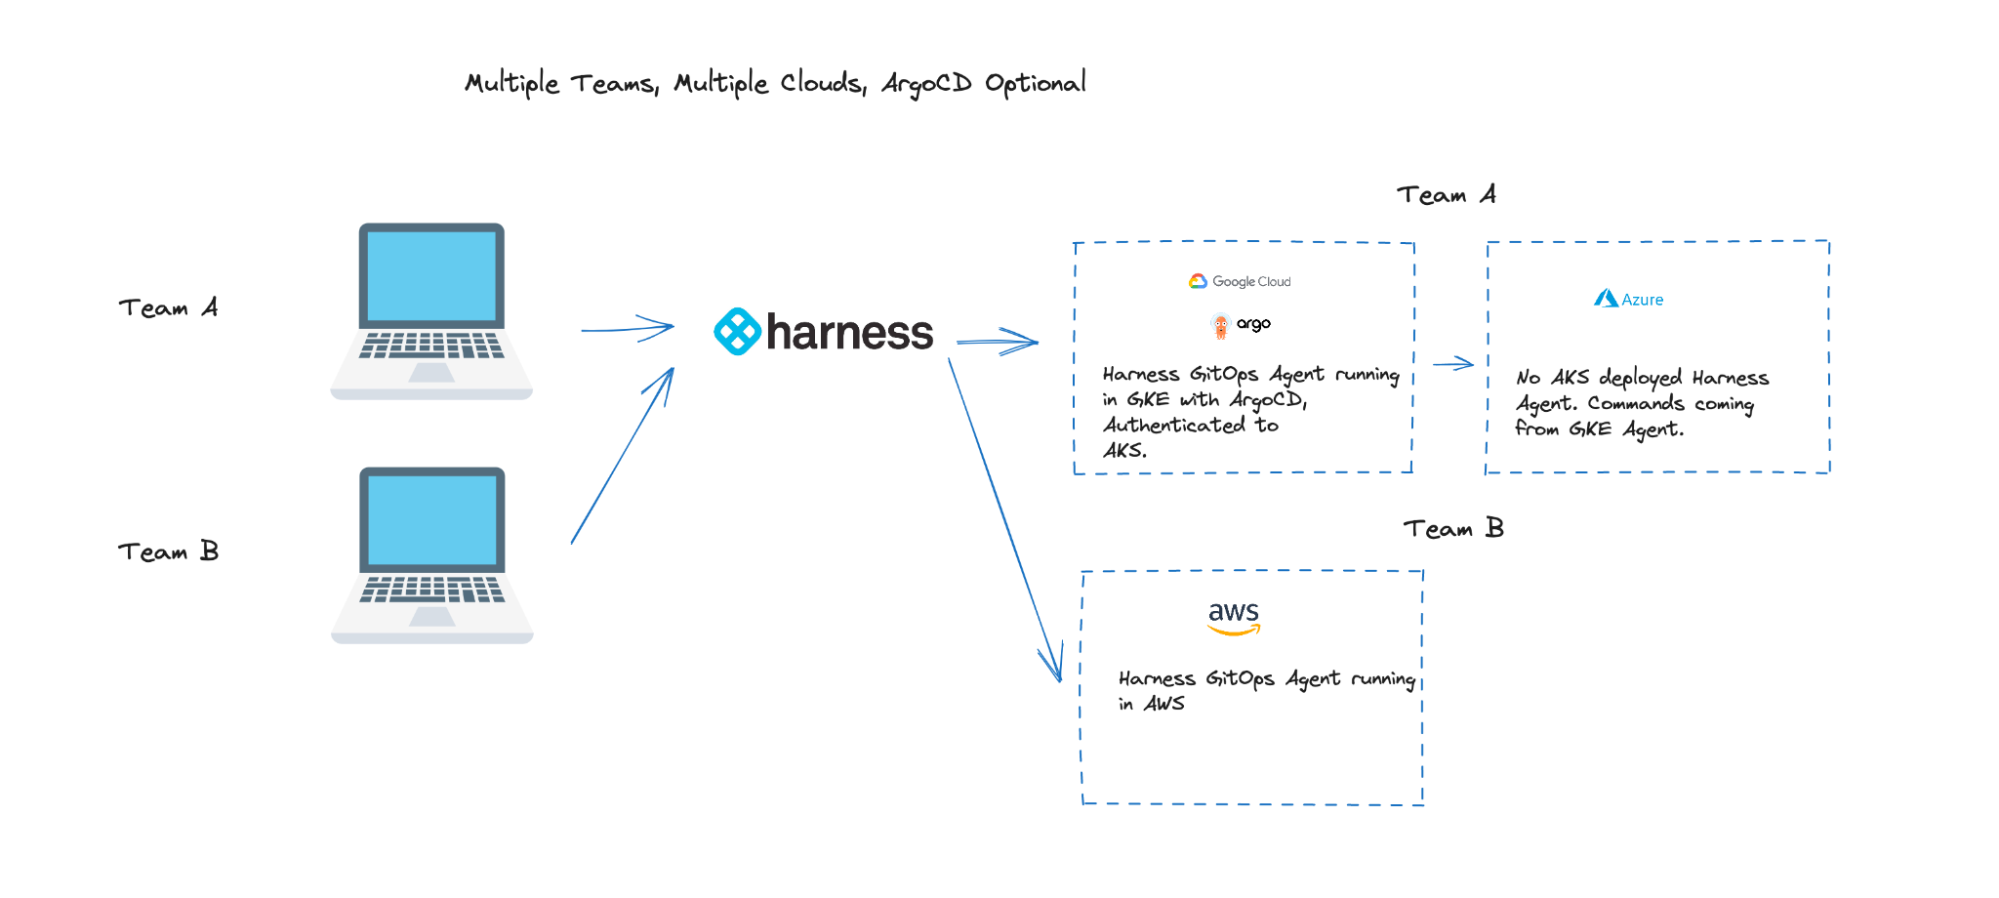 Multiple Teams, Multiple Clouds, ArgoCD Optional
Team A
Team B
harness
Team A
Google Cloud
argo
Harness GitOps Agent running
in GKE with ArgoCD,
Authenticated to
AKS.
Azure
No AKS deployed Harness
Agent. Commands coming
from GKE Agent.
Team B
aws
Harness GitOps Agent running
in AWS